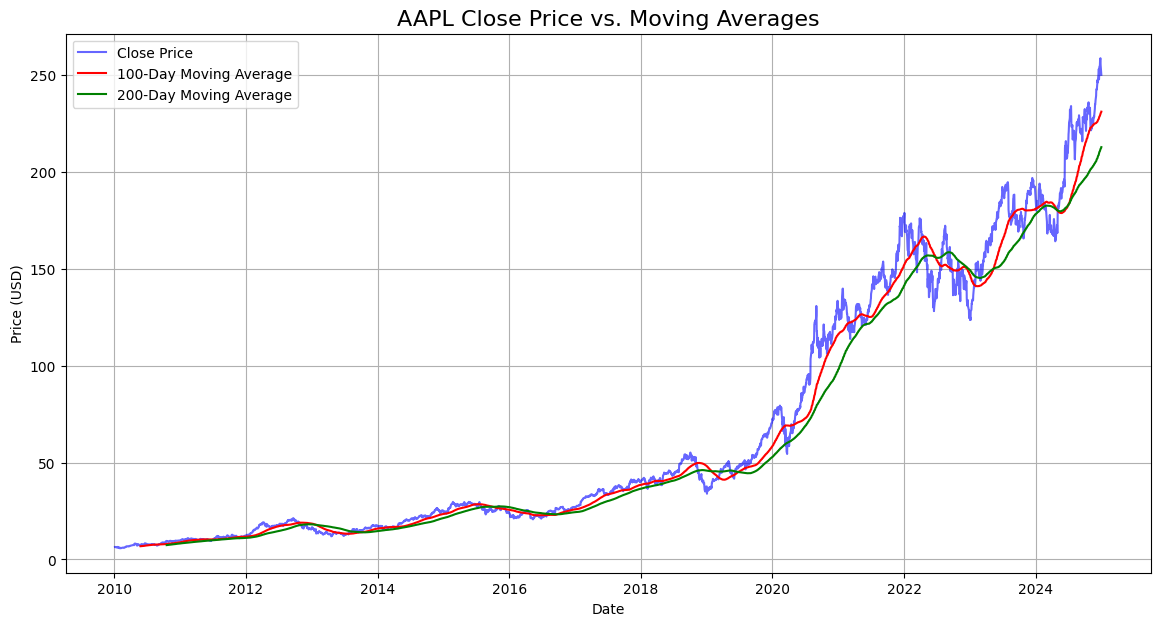 AAPL Close Price vs. Moving Averages
Close Price
100-Day Moving Average
200-Day Moving Average
250
200
150
100
50
0
Price (USD)
2010 2012 2014 2016 2018 2020 2022 2024
Date